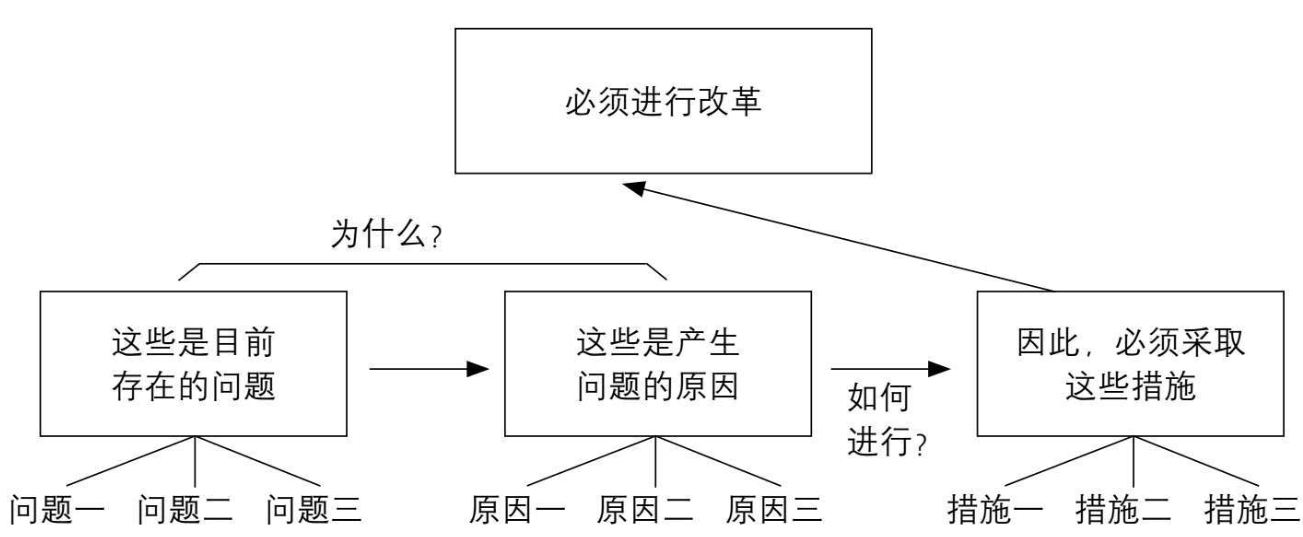 必须进行改革
为什么?
这些是目前
存在的问题
这些是产生
问题的原因
如何
进行?
因此，必须采取
这些措施
问题一 问题二 问题三
原因一 原因二 原因三
措施一 措施二 措施三